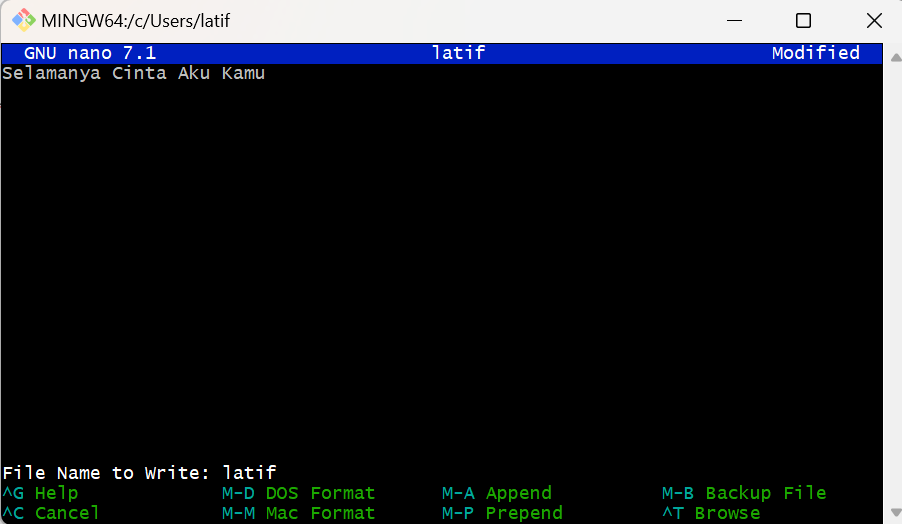 MINGW64:/c/Users/latif
GNU nano 7.1 latif Modified
Selamanya Cinta Aku Kamu
File Name to Write: latif
^G Help M-D DOS Format M-A Append M-B Backup File
^C Cancel M-M Mac Format M-P Prepend ^T Browse